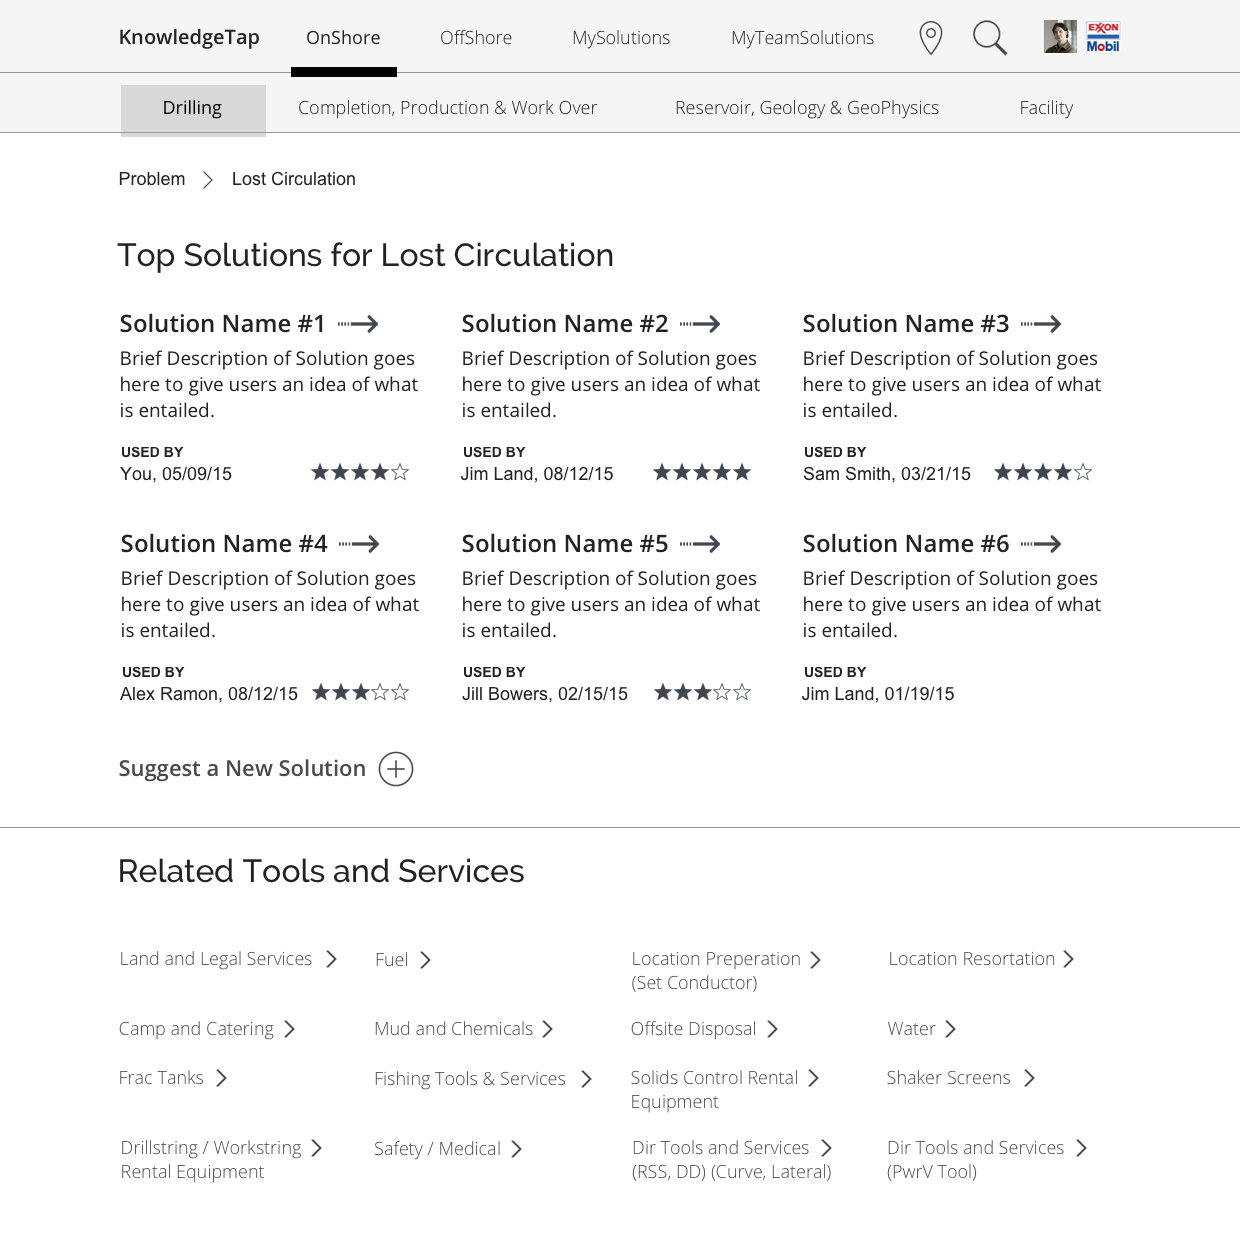 KnowledgeTap
OnShore
OffShore
MySolutions
MyTeamSolutions
EXXON
Mobil
Drilling
Completion, Production & Work Over
Reservoir, Geology & GeoPhysics
Facility
Problem
Lost Circulation
Top Solutions for Lost Circulation
Solution Name #1
Brief Description of Solution goes
here to give users an idea of what
is entailed.
USED BY
You, 05/09/15
Solution Name #2
Brief Description of Solution goes
here to give users an idea of what
is entailed.
USED BY
Jim Land, 08/12/15
Solution Name #3
Brief Description of Solution goes
here to give users an idea of what
is entailed.
USED BY
Sam Smith, 03/21/15
Solution Name #4
Brief Description of Solution goes
here to give users an idea of what
is entailed.
USED BY
Alex Ramon, 08/12/15
Solution Name #5
Brief Description of Solution goes
here to give users an idea of what
is entailed.
USED BY
Jill Bowers, 02/15/15
Solution Name #6
Brief Description of Solution goes
here to give users an idea of what
is entailed.
USED BY
Jim Land, 01/19/15
Suggest a New Solution
Related Tools and Services
Land and Legal Services
Fuel
Location Preperation
(Set Conductor)
Location Resortation
Camp and Catering
Mud and Chemicals
Offsite Disposal
Water
Frac Tanks
Fishing Tools & Services
Solids Control Rental
Equipment
Shaker Screens
Drillstring / Workstring
Rental Equipment
Safety / Medical
Dir Tools and Services
(RSS, DD) (Curve, Lateral)
Dir Tools and Services
(PwrV Tool)